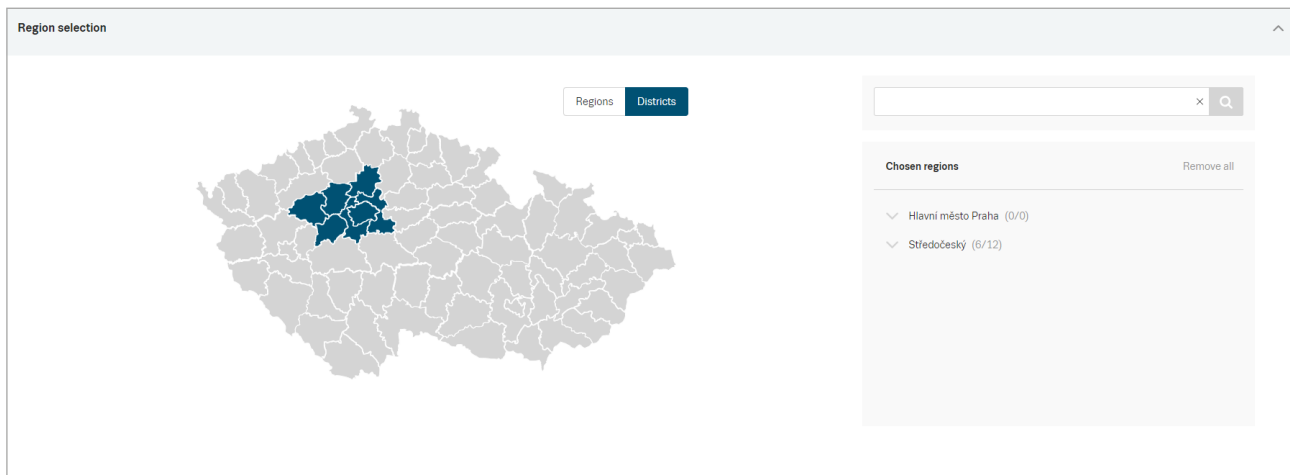 Region selection
Regions
Districts
Chosen regions
Remove all
Hlavní město Praha (0/0)
Středočeský (6/12)